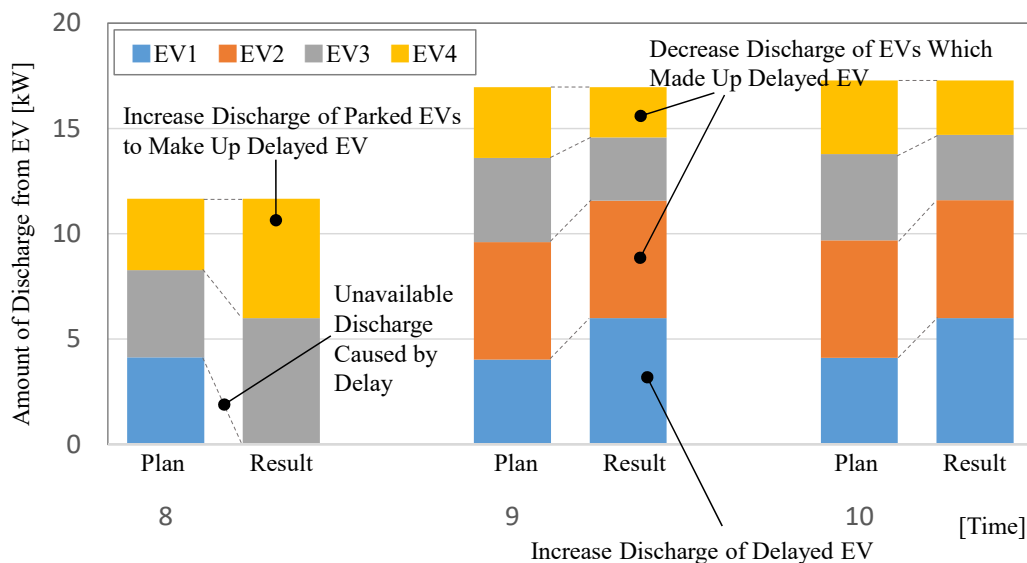 20
15
10
5
0
Amount of Discharge from EV [kW]
EV1 EV2 EV3 EV4
Increase Discharge of Parked EVs
to Make Up Delayed EV
Decrease Discharge of EVs Which
Made Up Delayed EV
Unavailable
Discharge
Caused by
Delay
Plan Result Plan Result Plan Result
8 9 10 [Time]
Increase Discharge of Delayed EV